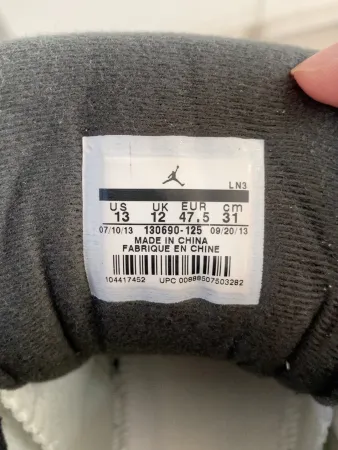 LN3
US UK EUR cm
13 12 47.5 31
07/10/13 130690-125 09/20/13
MADE IN CHINA
FABRIQUE EN CHINE
104417452 UPC 00888507503282